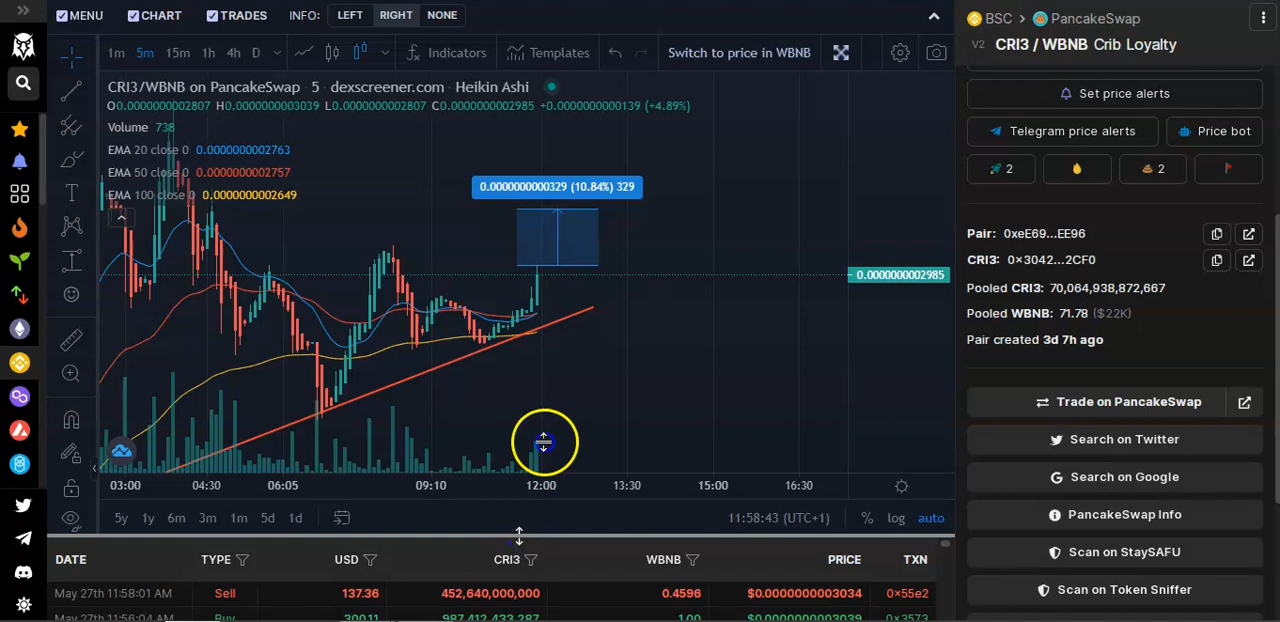 MENU CHART TRADES INFO: LEFT RIGHT NONE
1m 5m 15m 1h 4h D Indicators Templates Switch to price in WBNB
CRI3/WBNB on PancakeSwap · 5 · dexscreener.com · Heikin Ashi
O0.0000000002807 H0.0000000003039 L0.0000000002807 C0.0000000002985 +0.0000000000139 (+4.89%)
Volume 738
EMA 20 close 0 0.0000000002763
EMA 50 close 0 0.0000000002757
EMA 100 close 0 0.0000000002649
0.0000000000329 (10.84%) 329
0.0000000002985
03:00 04:30 06:05 09:10 12:00 13:30 15:00 16:30
5y 1y 6m 3m 1m 5d 1d 11:58:43 (UTC+1) % log auto
DATE TYPE USD CRI3 WBNB PRICE TXN
May 27th 11:58:01 AM Sell 137.36 452,640,000,000 0.4596 $0.0000000003034 0x55e2
May 27th 11:56:04 AM Buy 300.11 987,412,433,287 1.00 $0.0000000003039 0x3573
BSC > PancakeSwap
V2 CRI3 / WBNB Crib Loyalty
Set price alerts
Telegram price alerts Price bot
2 2
Pair: 0xeE69...EE96
CRI3: 0x3042...2CF0
Pooled CRI3: 70,064,938,872,667
Pooled WBNB: 71.78 ($22K)
Pair created 3d 7h ago
Trade on PancakeSwap
Search on Twitter
Search on Google
PancakeSwap Info
Scan on StaySAFU
Scan on Token Sniffer